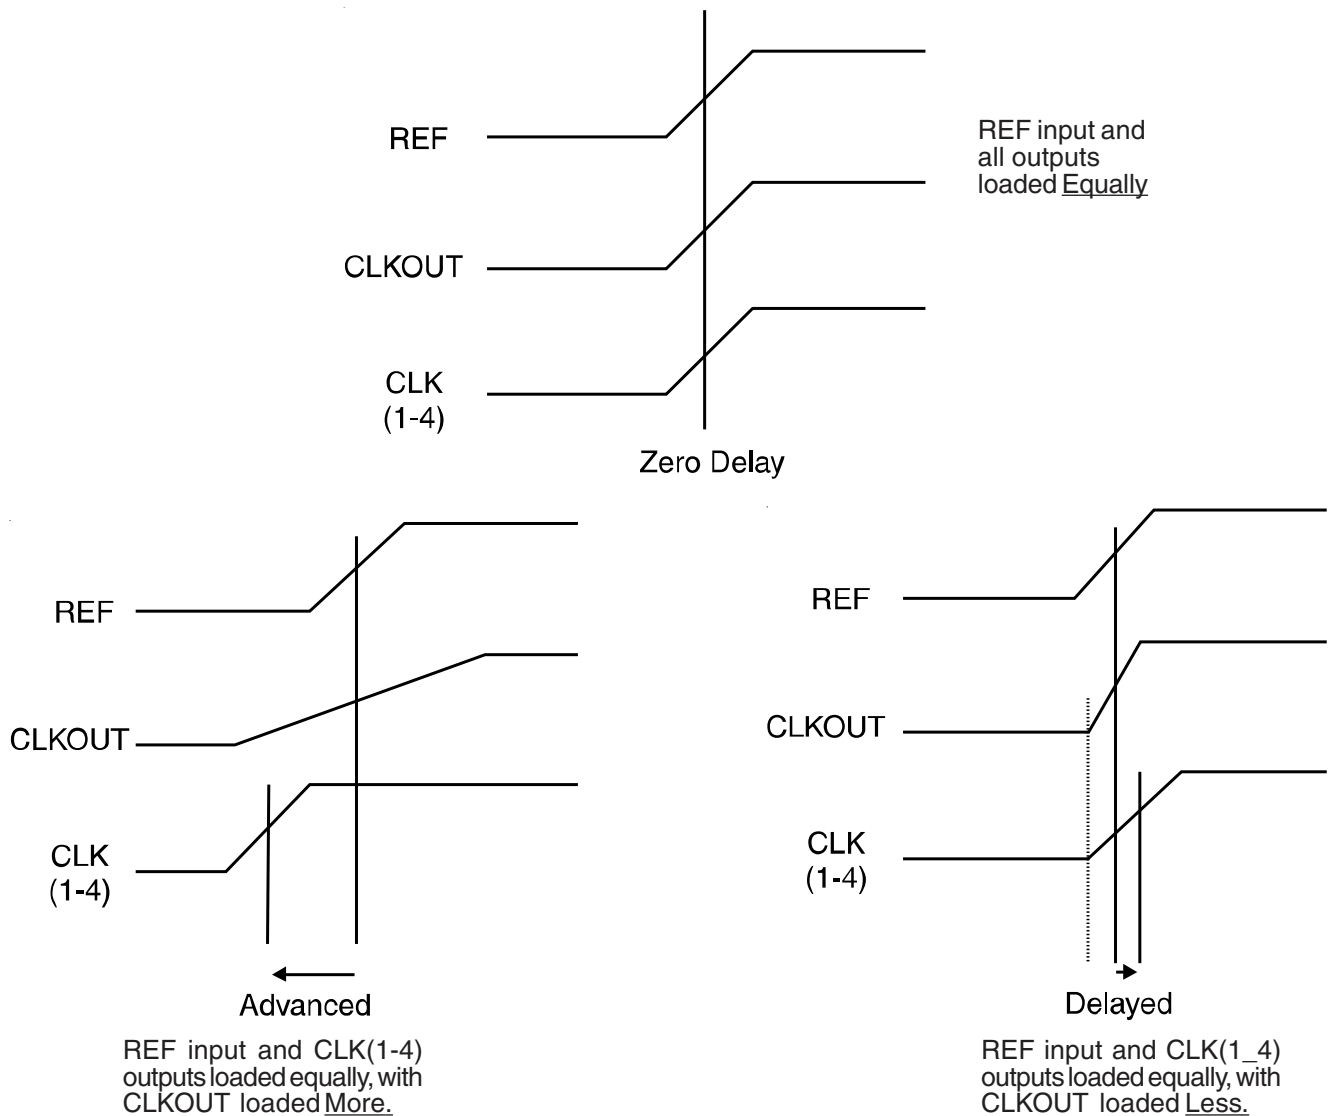 REF
REF input and
all outputs
loaded Equally
CLKOUT
CLK
(1-4)
Zero Delay
REF
CLKOUT
CLK
(1-4)
Advanced
REF input and CLK(1-4)
outputs loaded equally, with
CLKOUT loaded More.
REF
CLKOUT
CLK
(1-4)
Delayed
REF input and CLK(1_4)
outputs loaded equally, with
CLKOUT loaded Less.